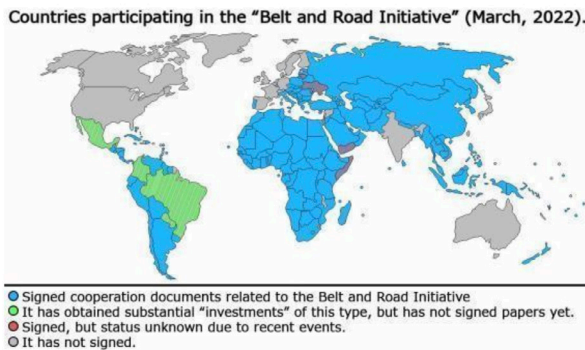 Countries participating in the “Belt and Road Initiative” (March, 2022).
Signed cooperation documents related to the Belt and Road Initiative
It has obtained substantial “investments” of this type, but has not signed papers yet.
Signed, but status unknown due to recent events.
It has not signed.